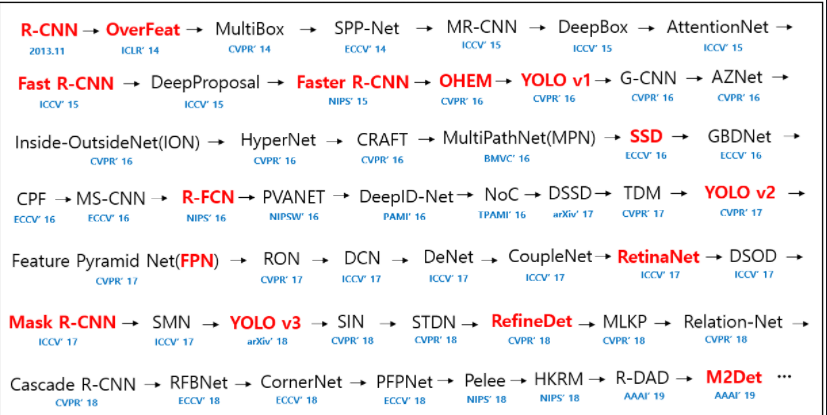 R-CNN → OverFeat → MultiBox → SPP-Net → MR-CNN → DeepBox → AttentionNet →
2013.11 ICLR' 14 CVPR' 14 ECCV' 14 ICCV' 15 ICCV' 15 ICCV' 15
Fast R-CNN → DeepProposal → Faster R-CNN → OHEM → YOLO v1 → G-CNN → AZNet →
ICCV' 15 ICCV' 15 NIPS' 15 CVPR' 16 CVPR' 16 CVPR' 16 CVPR' 16
Inside-OutsideNet(ION) → HyperNet → CRAFT → MultiPathNet(MPN) → SSD → GBDNet →
CVPR' 16 CVPR' 16 CVPR' 16 BMVC' 16 ECCV' 16 ECCV' 16
CPF → MS-CNN → R-FCN → PVANET → DeepID-Net → NoC → DSSD → TDM → YOLO v2 →
ECCV' 16 ECCV' 16 NIPS' 16 NIPSW' 16 PAMI' 16 TPAMI' 16 arXiv' 17 CVPR' 17 CVPR' 17
Feature Pyramid Net(FPN) → RON → DCN → DeNet → CoupleNet → RetinaNet → DSOD →
CVPR' 17 CVPR' 17 ICCV' 17 ICCV' 17 ICCV' 17 ICCV' 17 ICCV' 17
Mask R-CNN → SMN → YOLO v3 → SIN → STDN → RefineDet → MLKP → Relation-Net →
ICCV' 17 ICCV' 17 arXiv' 18 CVPR' 18 CVPR' 18 CVPR' 18 CVPR' 18 CVPR' 18
Cascade R-CNN → RFBNet → CornerNet → PFPNet → Pelee → HKRM → R-DAD → M2Det ···
CVPR' 18 ECCV' 18 ECCV' 18 ECCV' 18 NIPS' 18 NIPS' 18 AAAI' 19 AAAI' 19